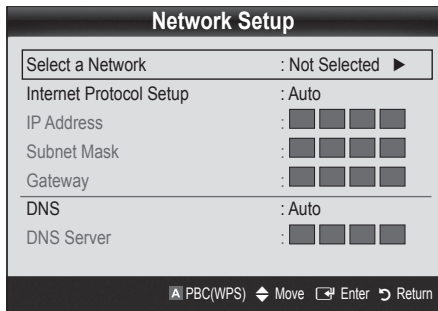 Network Setup
Select a Network : Not Selected ▶
Internet Protocol Setup : Auto
IP Address :
Subnet Mask :
Gateway :
DNS : Auto
DNS Server :
A PBC(WPS) Move Enter Return